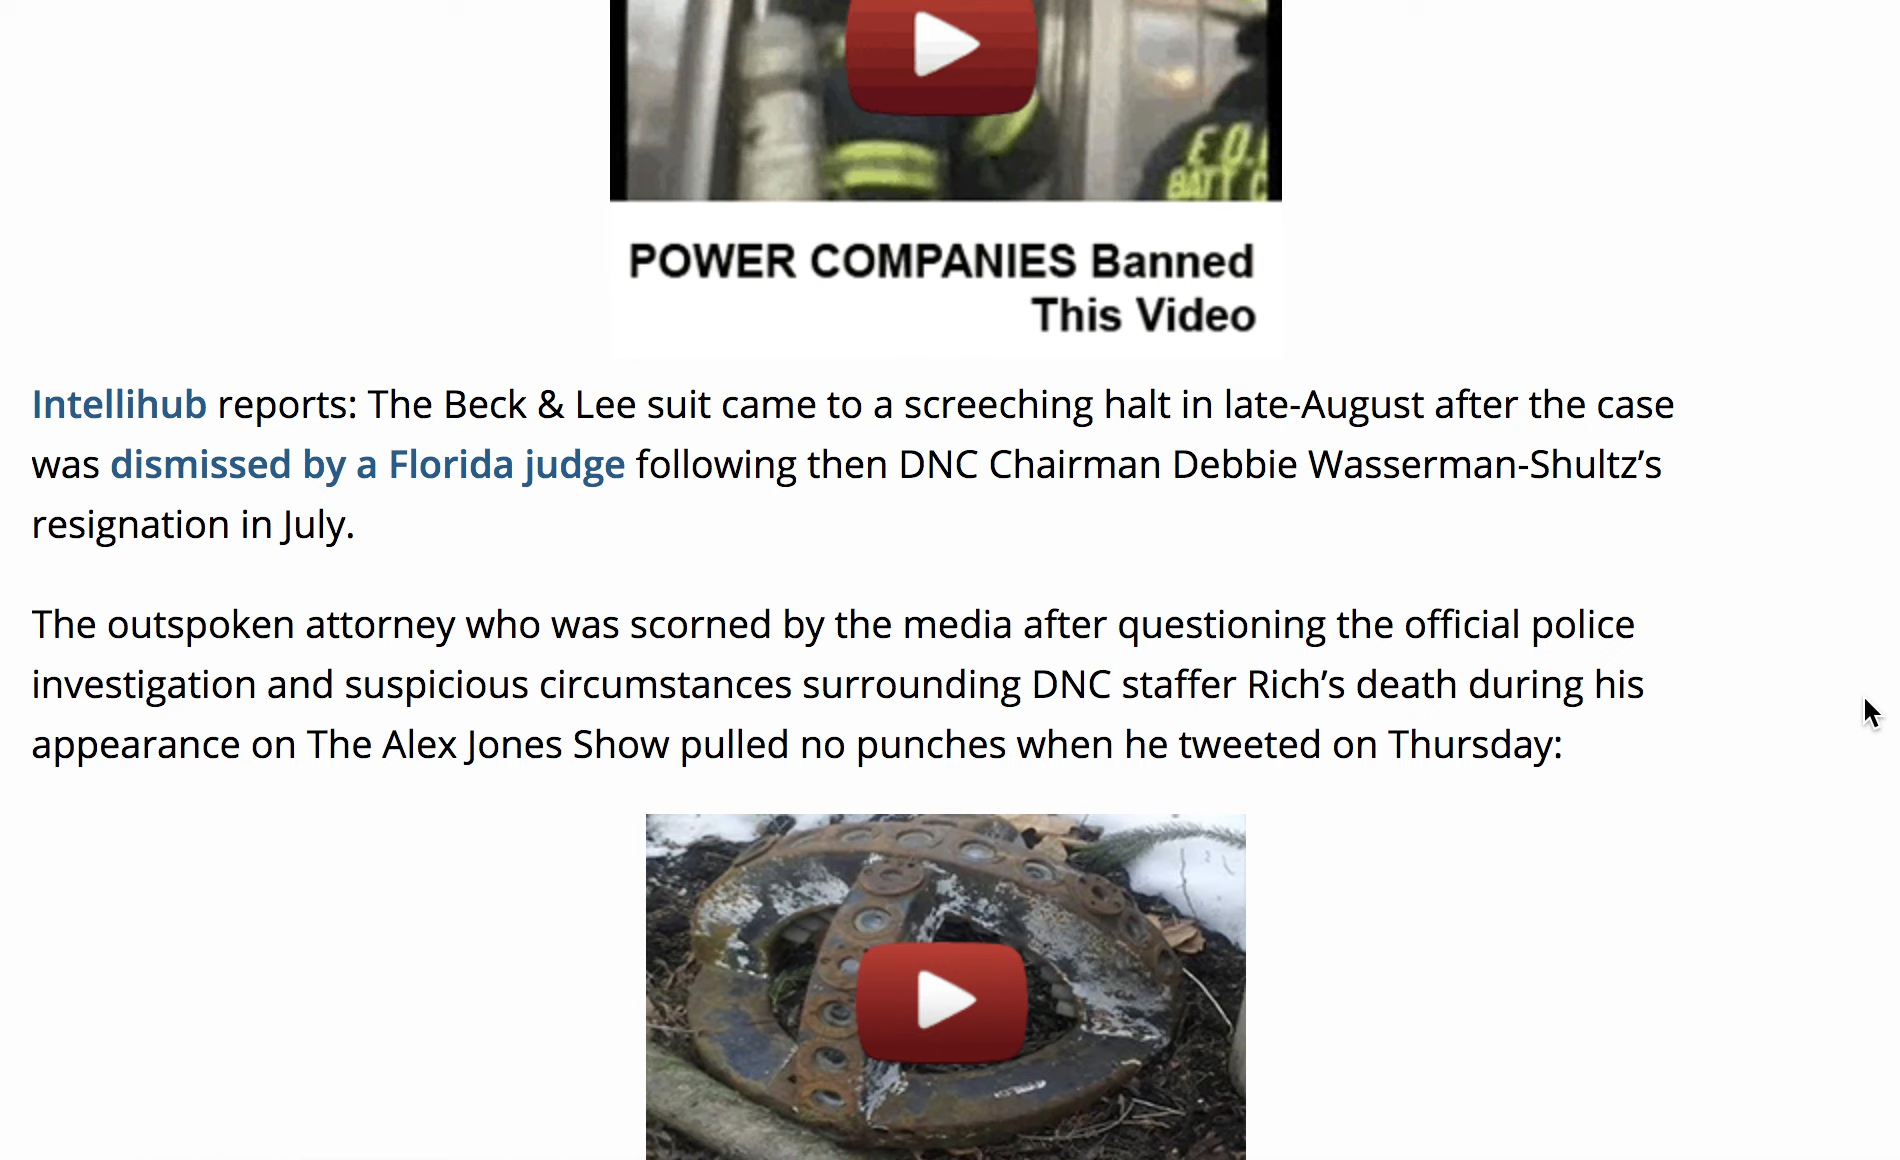 F.D.
BATT. C
POWER COMPANIES Banned
This Video
Intellihub reports: The Beck & Lee suit came to a screeching halt in late-August after the case
was dismissed by a Florida judge following then DNC Chairman Debbie Wasserman-Shultz’s
resignation in July.
The outspoken attorney who was scorned by the media after questioning the official police
investigation and suspicious circumstances surrounding DNC staffer Rich’s death during his
appearance on The Alex Jones Show pulled no punches when he tweeted on Thursday: